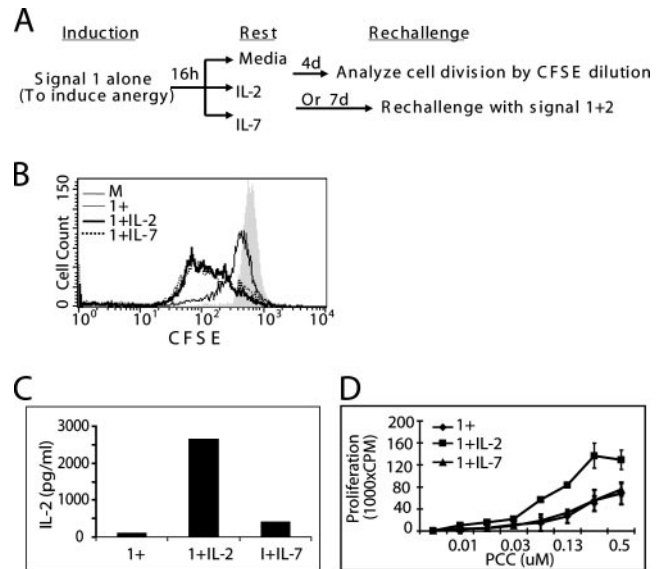 A
Induction Rest Rechallenge
Signal 1 alone
(To induce anergy)
16h
Media
IL-2
IL-7
4d
Analyze cell division by CFSE dilution
Or 7d
Rechallenge with signal 1+2
B
Cell Count
150
0
M
1+
1+IL-2
1+IL-7
10^0 10^1 10^2 10^3 10^4
CFSE
C
IL-2 (pg/ml)
3000
2000
1000
0
1+ 1+IL-2 I+IL-7
D
Proliferation
(1000xCPM)
200
160
120
80
40
0
1+
1+IL-2
1+IL-7
0.01 0.03 0.13 0.5
PCC (uM)